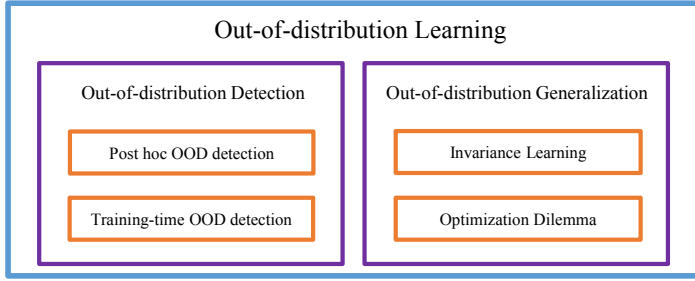 Out-of-distribution Learning
Out-of-distribution Detection
Post hoc OOD detection
Training-time OOD detection
Out-of-distribution Generalization
Invariance Learning
Optimization Dilemma